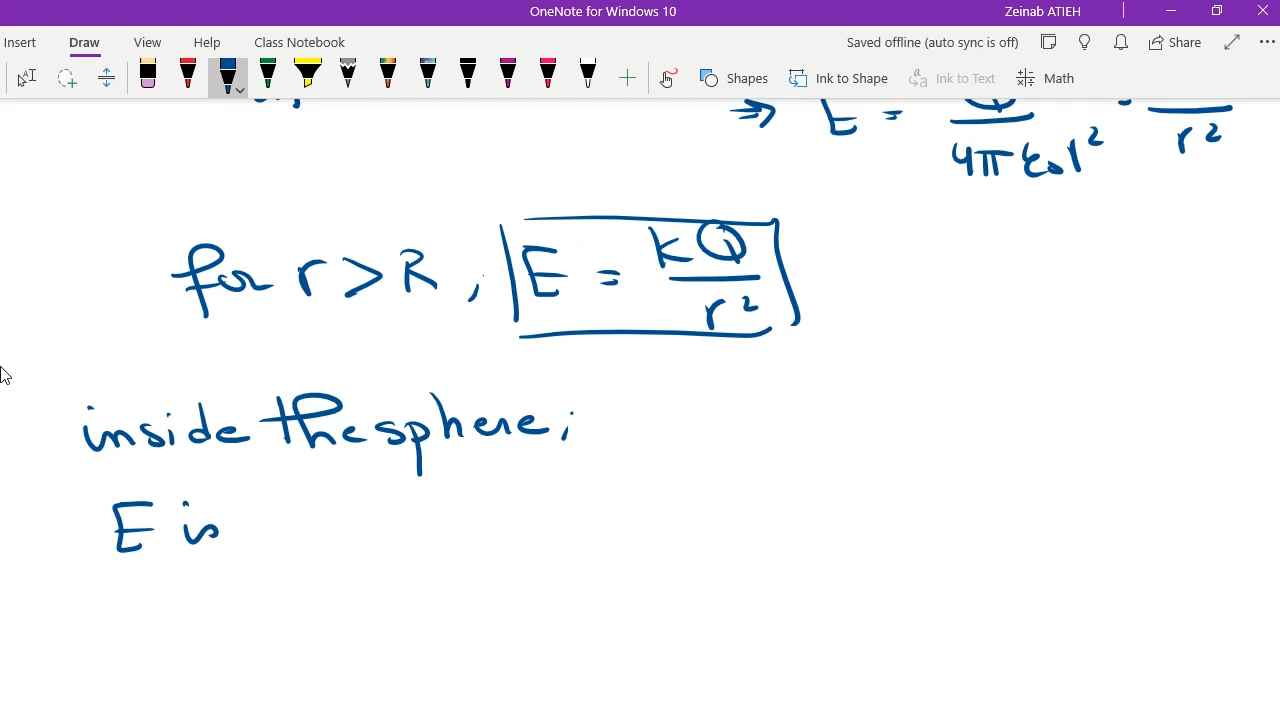 OneNote for Windows 10 Zeinab ATIEH
Insert Draw View Help Class Notebook Saved offline (auto sync is off) Share
Shapes Ink to Shape Ink to Text Math
⇒ E = Q / 4πε₀r² = / r²
for r > R, E = kQ / r²
inside the sphere;
E is